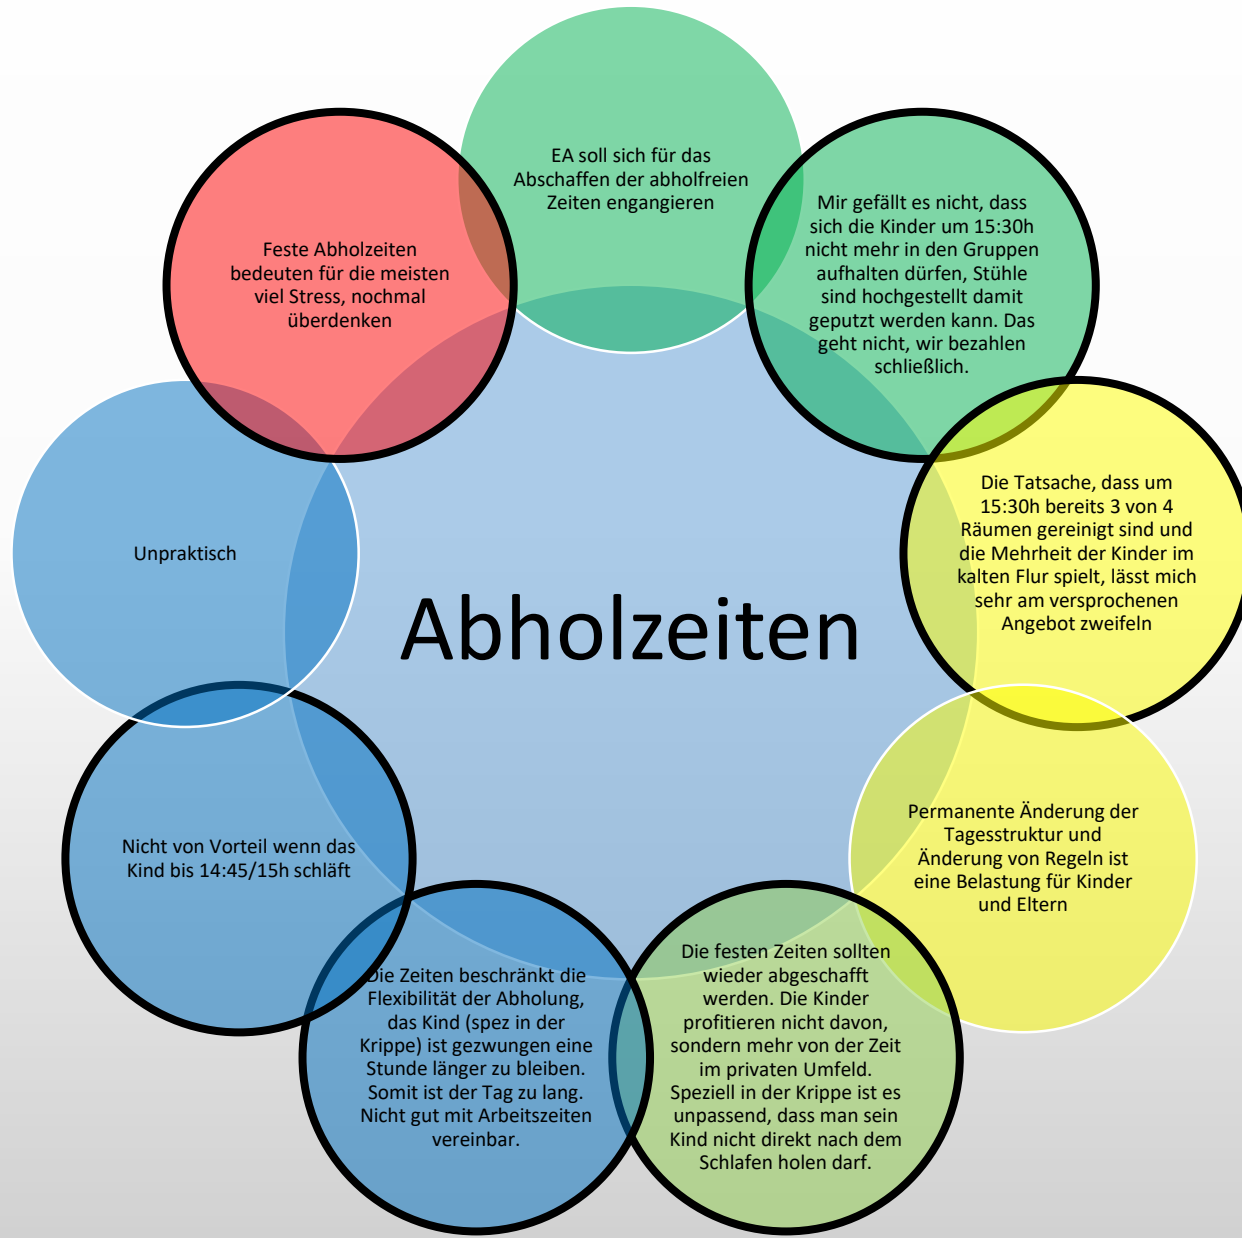 EA soll sich für das
Abschaffen der abholfreien
Zeiten engangieren
Mir gefällt es nicht, dass
sich die Kinder um 15:30h
nicht mehr in den Gruppen
aufhalten dürfen, Stühle
sind hochgestellt damit
geputzt werden kann. Das
geht nicht, wir bezahlen
schließlich.
Die Tatsache, dass um
15:30h bereits 3 von 4
Räumen gereinigt sind und
die Mehrheit der Kinder im
kalten Flur spielt, lässt mich
sehr am versprochenen
Angebot zweifeln
Permanente Änderung der
Tagesstruktur und
Änderung von Regeln ist
eine Belastung für Kinder
und Eltern
Die festen Zeiten sollten
wieder abgeschafft
werden. Die Kinder
profitieren nicht davon,
sondern mehr von der Zeit
im privaten Umfeld.
Speziell in der Krippe ist es
unpassend, dass man sein
Kind nicht direkt nach dem
Schlafen holen darf.
Die Zeiten beschränkt die
Flexibilität der Abholung,
das Kind (spez in der
Krippe) ist gezwungen eine
Stunde länger zu bleiben.
Somit ist der Tag zu lang.
Nicht gut mit Arbeitszeiten
vereinbar.
Nicht von Vorteil wenn das
Kind bis 14:45/15h schläft
Unpraktisch
Feste Abholzeiten
bedeuten für die meisten
viel Stress, nochmal
überdenken
Abholzeiten